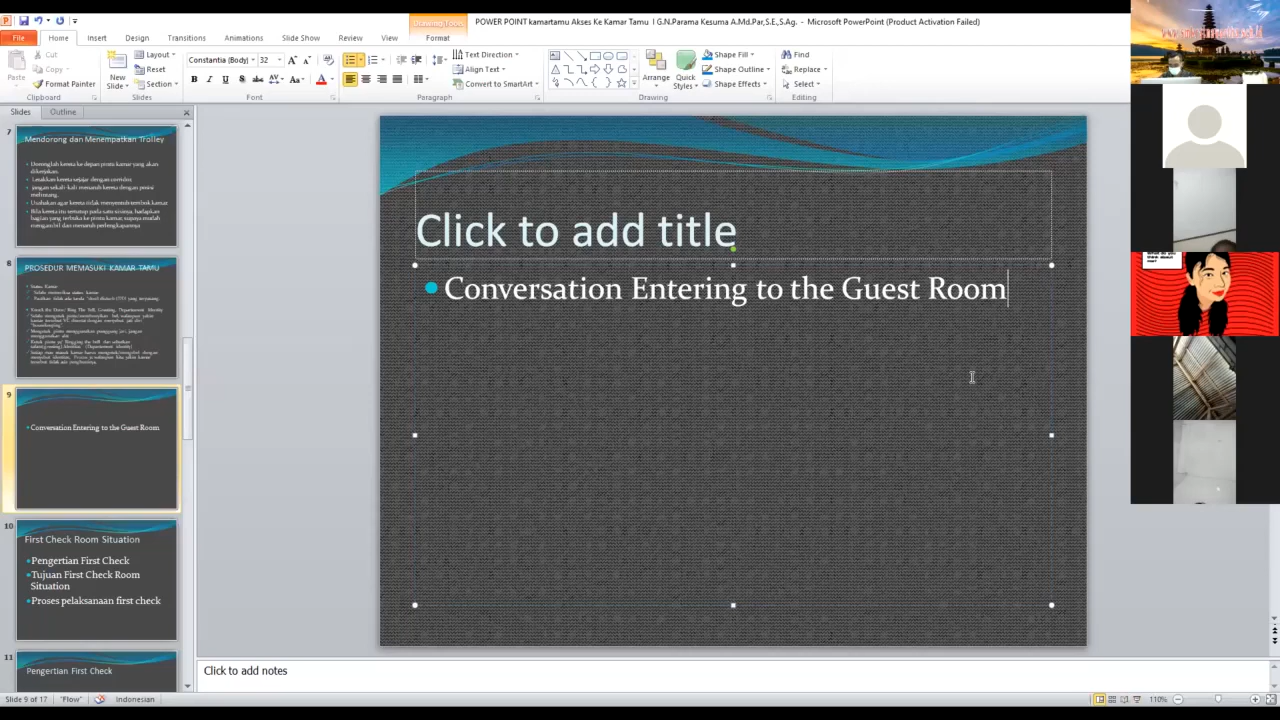 Drawing Tools
POWER POINT kamartamu Akses Ke Kamar Tamu I G.N.Parama Kesuma A.Md.Par,S.E.,S.Ag. - Microsoft PowerPoint (Product Activation Failed)
File Home Insert Design Transitions Animations Slide Show Review View Format
Cut
Copy
Format Painter
Paste
Clipboard
New
Slide
Layout
Reset
Section
Slides
Constantia (Body) 32
Font
Text Direction
Align Text
Convert to SmartArt
Paragraph
Arrange
Quick
Styles
Shape Fill
Shape Outline
Shape Effects
Drawing
Find
Replace
Select
Editing
Slides Outline
7
Mendorong dan Menempatkan Trolley
8
PROSEDUR MEMASUKI KAMAR TAMU
9
Conversation Entering to the Guest Room
10
First Check Room Situation
Pengertian First Check
Tujuan First Check Room
Situation
Proses pelaksanaan first check
11
Pengertian First Check
Click to add title
Conversation Entering to the Guest Room
Click to add notes
Slide 9 of 17 "Flow" Indonesian
110%